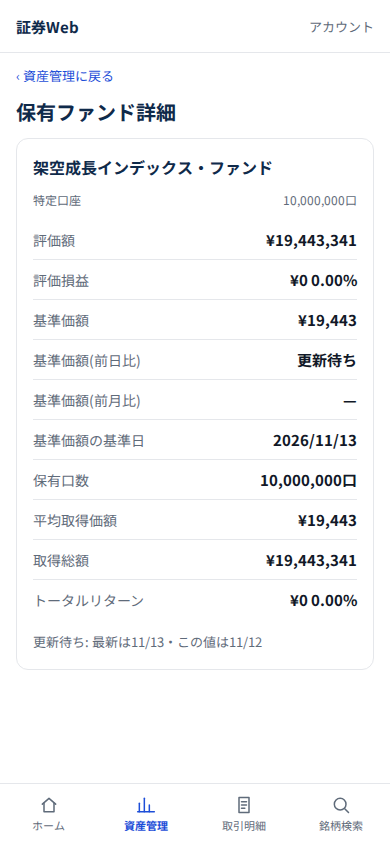 証券Web アカウント
‹ 資産管理に戻る
保有ファンド詳細
架空成長インデックス・ファンド
特定口座 10,000,000口
評価額 ¥19,443,341
評価損益 ¥0 0.00%
基準価額 ¥19,443
基準価額(前日比) 更新待ち
基準価額(前月比) —
基準価額の基準日 2026/11/13
保有口数 10,000,000口
平均取得価額 ¥19,443
取得総額 ¥19,443,341
トータルリターン ¥0 0.00%
更新待ち: 最新は11/13・この値は11/12
ホーム 資産管理 取引明細 銘柄検索